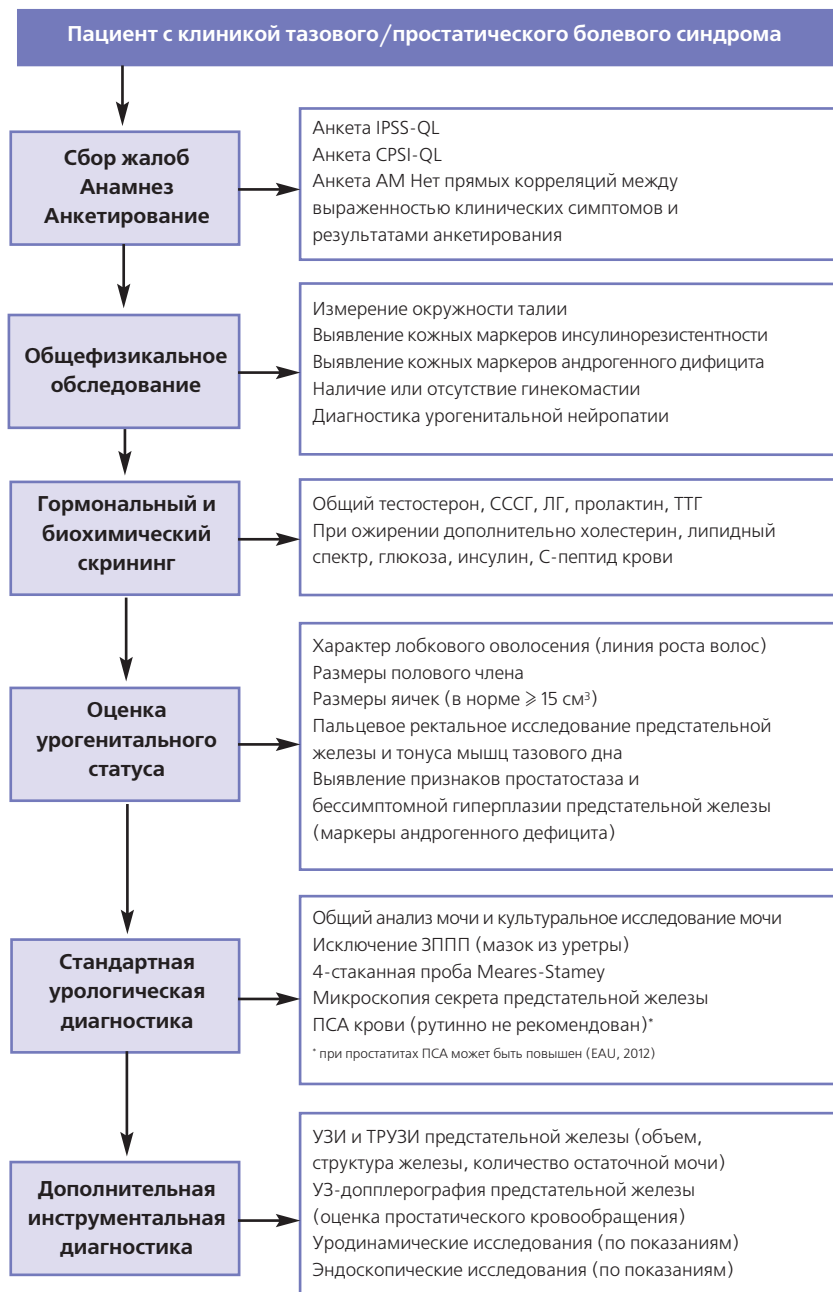 Пациент с клиникой тазового/простатического болевого синдрома
Сбор жалоб
Анамнез
Анкетирование
Анкета IPSS-QL
Анкета CPSI-QL
Анкета АМ Нет прямых корреляций между
выраженностью клинических симптомов и
результатами анкетирования
Общефизикальное
обследование
Измерение окружности талии
Выявление кожных маркеров инсулинорезистентности
Выявление кожных маркеров андрогенного дифицита
Наличие или отсутствие гинекомастии
Диагностика урогенитальной нейропатии
Гормональный и
биохимический
скрининг
Общий тестостерон, СССГ, ЛГ, пролактин, ТТГ
При ожирении дополнительно холестерин, липидный
спектр, глюкоза, инсулин, С-пептид крови
Оценка
урогенитального
статуса
Характер лобкового оволосения (линия роста волос)
Размеры полового члена
Размеры яичек (в норме ⩾ 15 см³)
Пальцевое ректальное исследование предстательной
железы и тонуса мышц тазового дна
Выявление признаков простатостаза и
бессимптомной гиперплазии предстательной железы
(маркеры андрогенного дефицита)
Стандартная
урологическая
диагностика
Общий анализ мочи и культуральное исследование мочи
Исключение ЗППП (мазок из уретры)
4-стаканная проба Meares-Stamey
Микроскопия секрета предстательной железы
ПСА крови (рутинно не рекомендован)*
* при простатитах ПСА может быть повышен (EAU, 2012)
Дополнительная
инструментальная
диагностика
УЗИ и ТРУЗИ предстательной железы (объем,
структура железы, количество остаточной мочи)
УЗ-допплерография предстательной железы
(оценка простатического кровообращения)
Уродинамические исследования (по показаниям)
Эндоскопические исследования (по показаниям)